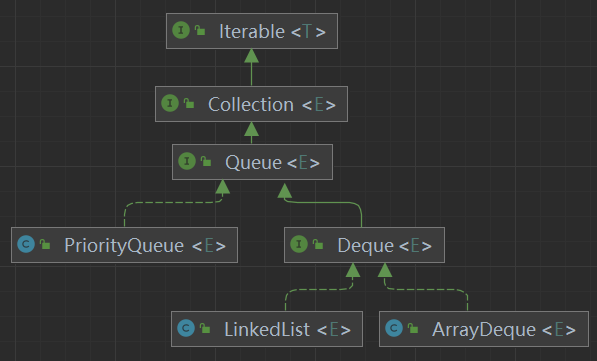 I Iterable <T>
I Collection <E>
I Queue <E>
C PriorityQueue <E>
I Deque <E>
C LinkedList <E>
C ArrayDeque <E>